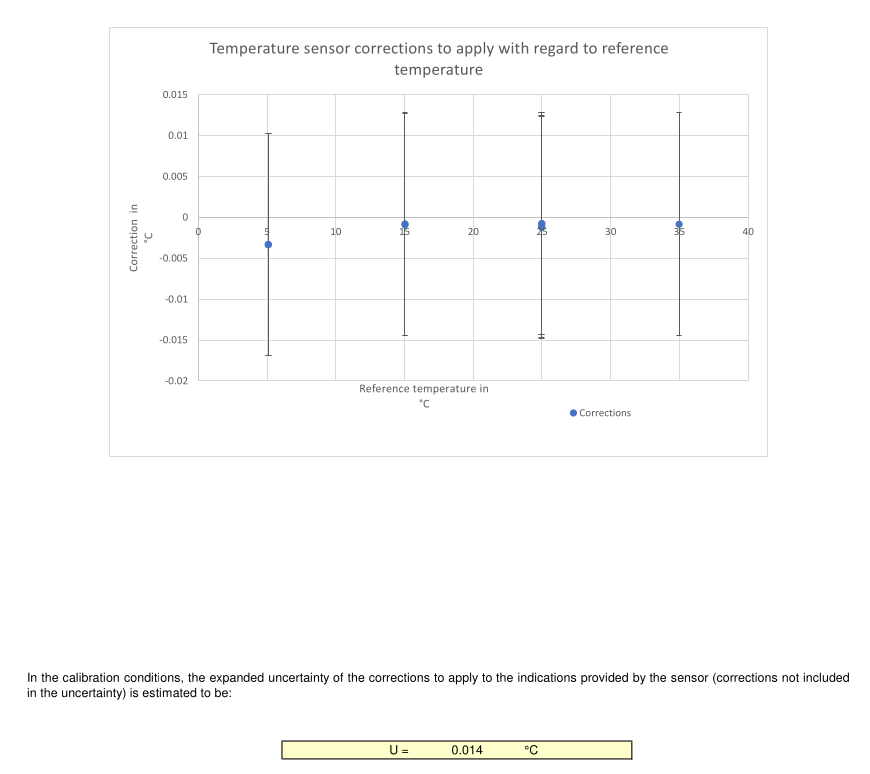 Temperature sensor corrections to apply with regard to reference
temperature
0.015
0.01
0.005
0
-0.005
-0.01
-0.015
-0.02
Correction in
°C
0 5 10 15 20 25 30 35 40
Reference temperature in
°C
Corrections
In the calibration conditions, the expanded uncertainty of the corrections to apply to the indications provided by the sensor (corrections not included
in the uncertainty) is estimated to be:
U = 0.014 °C